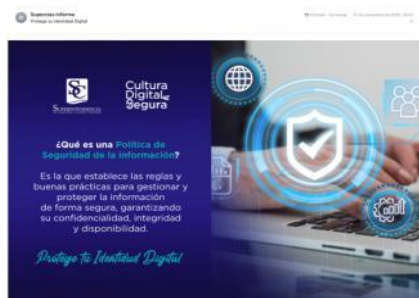 Supercias Informa
Protege tu Identidad Digital
SC
Cultura
Digital
Segura
¿Qué es una Política de
Seguridad de la Información?
Es la que establece las reglas y
buenas prácticas para gestionar y
proteger la información
de forma segura, garantizando
su confidencialidad, integridad
y disponibilidad.
Protege tu Identidad Digital